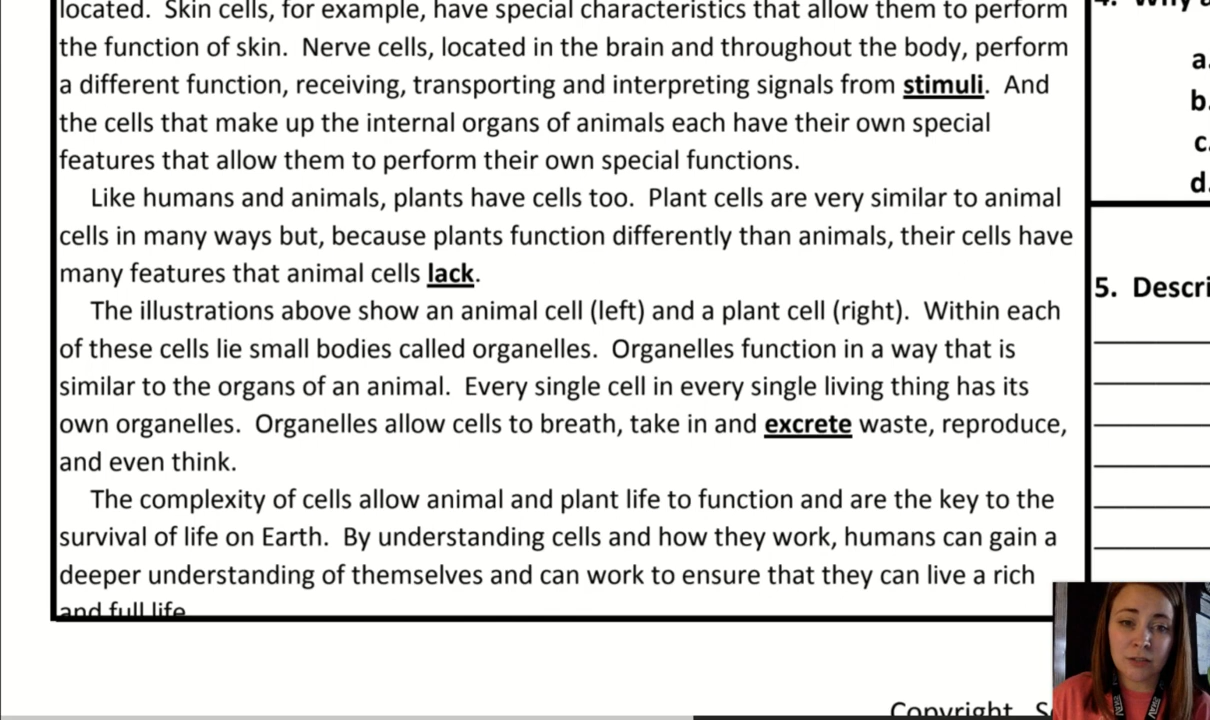 located.  Skin cells, for example, have special characteristics that allow them to perform
the function of skin.  Nerve cells, located in the brain and throughout the body, perform
a different function, receiving, transporting and interpreting signals from stimuli.  And
the cells that make up the internal organs of animals each have their own special
features that allow them to perform their own special functions.
Like humans and animals, plants have cells too.  Plant cells are very similar to animal
cells in many ways but, because plants function differently than animals, their cells have
many features that animal cells lack.
The illustrations above show an animal cell (left) and a plant cell (right).  Within each
of these cells lie small bodies called organelles.  Organelles function in a way that is
similar to the organs of an animal.  Every single cell in every single living thing has its
own organelles.  Organelles allow cells to breath, take in and excrete waste, reproduce,
and even think.
The complexity of cells allow animal and plant life to function and are the key to the
survival of life on Earth.  By understanding cells and how they work, humans can gain a
deeper understanding of themselves and can work to ensure that they can live a rich
and full life
a.
b.
c.
d.
5.  Descri
Copyright